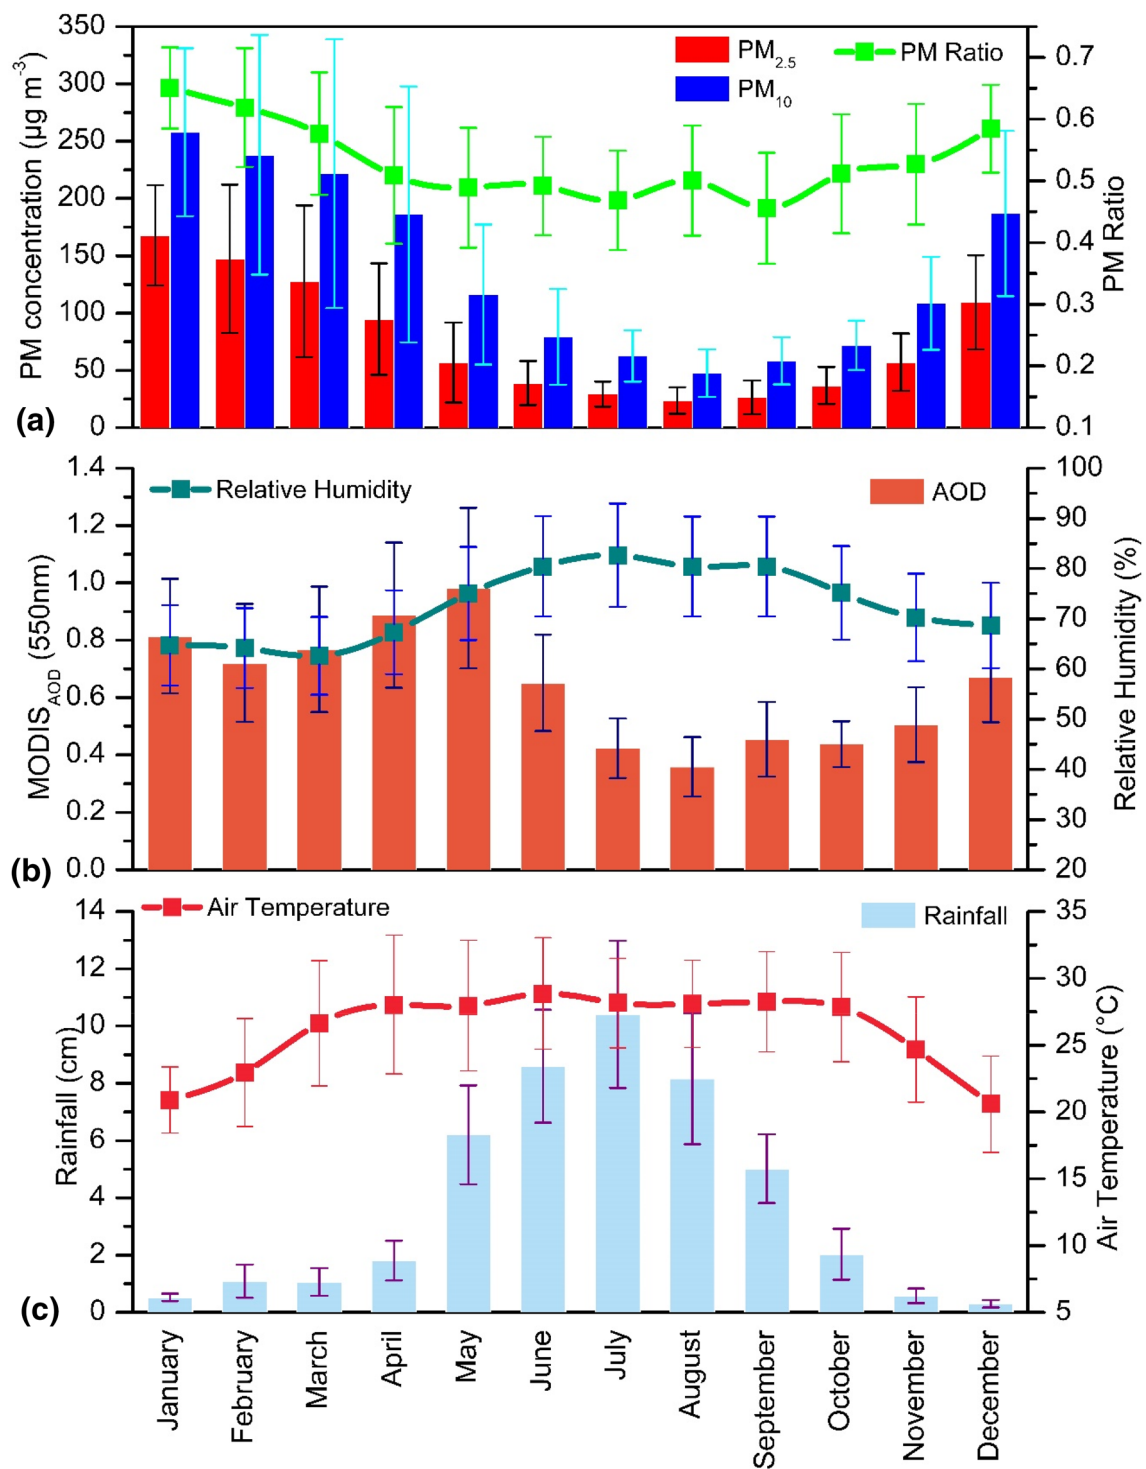 PM concentration (µg m-3)
350
300
250
200
150
100
50
0
PM2.5
PM10
PM Ratio
0.7
0.6
0.5
0.4
0.3
0.2
0.1
PM Ratio
(a)
MODISAOD (550nm)
1.4
1.2
1.0
0.8
0.6
0.4
0.2
0.0
Relative Humidity
AOD
100
90
80
70
60
50
40
30
20
Relative Humidity (%)
(b)
Rainfall (cm)
14
12
10
8
6
4
2
0
Air Temperature
Rainfall
35
30
25
20
15
10
5
Air Temperature (°C)
(c)
January
February
March
April
May
June
July
August
September
October
November
December